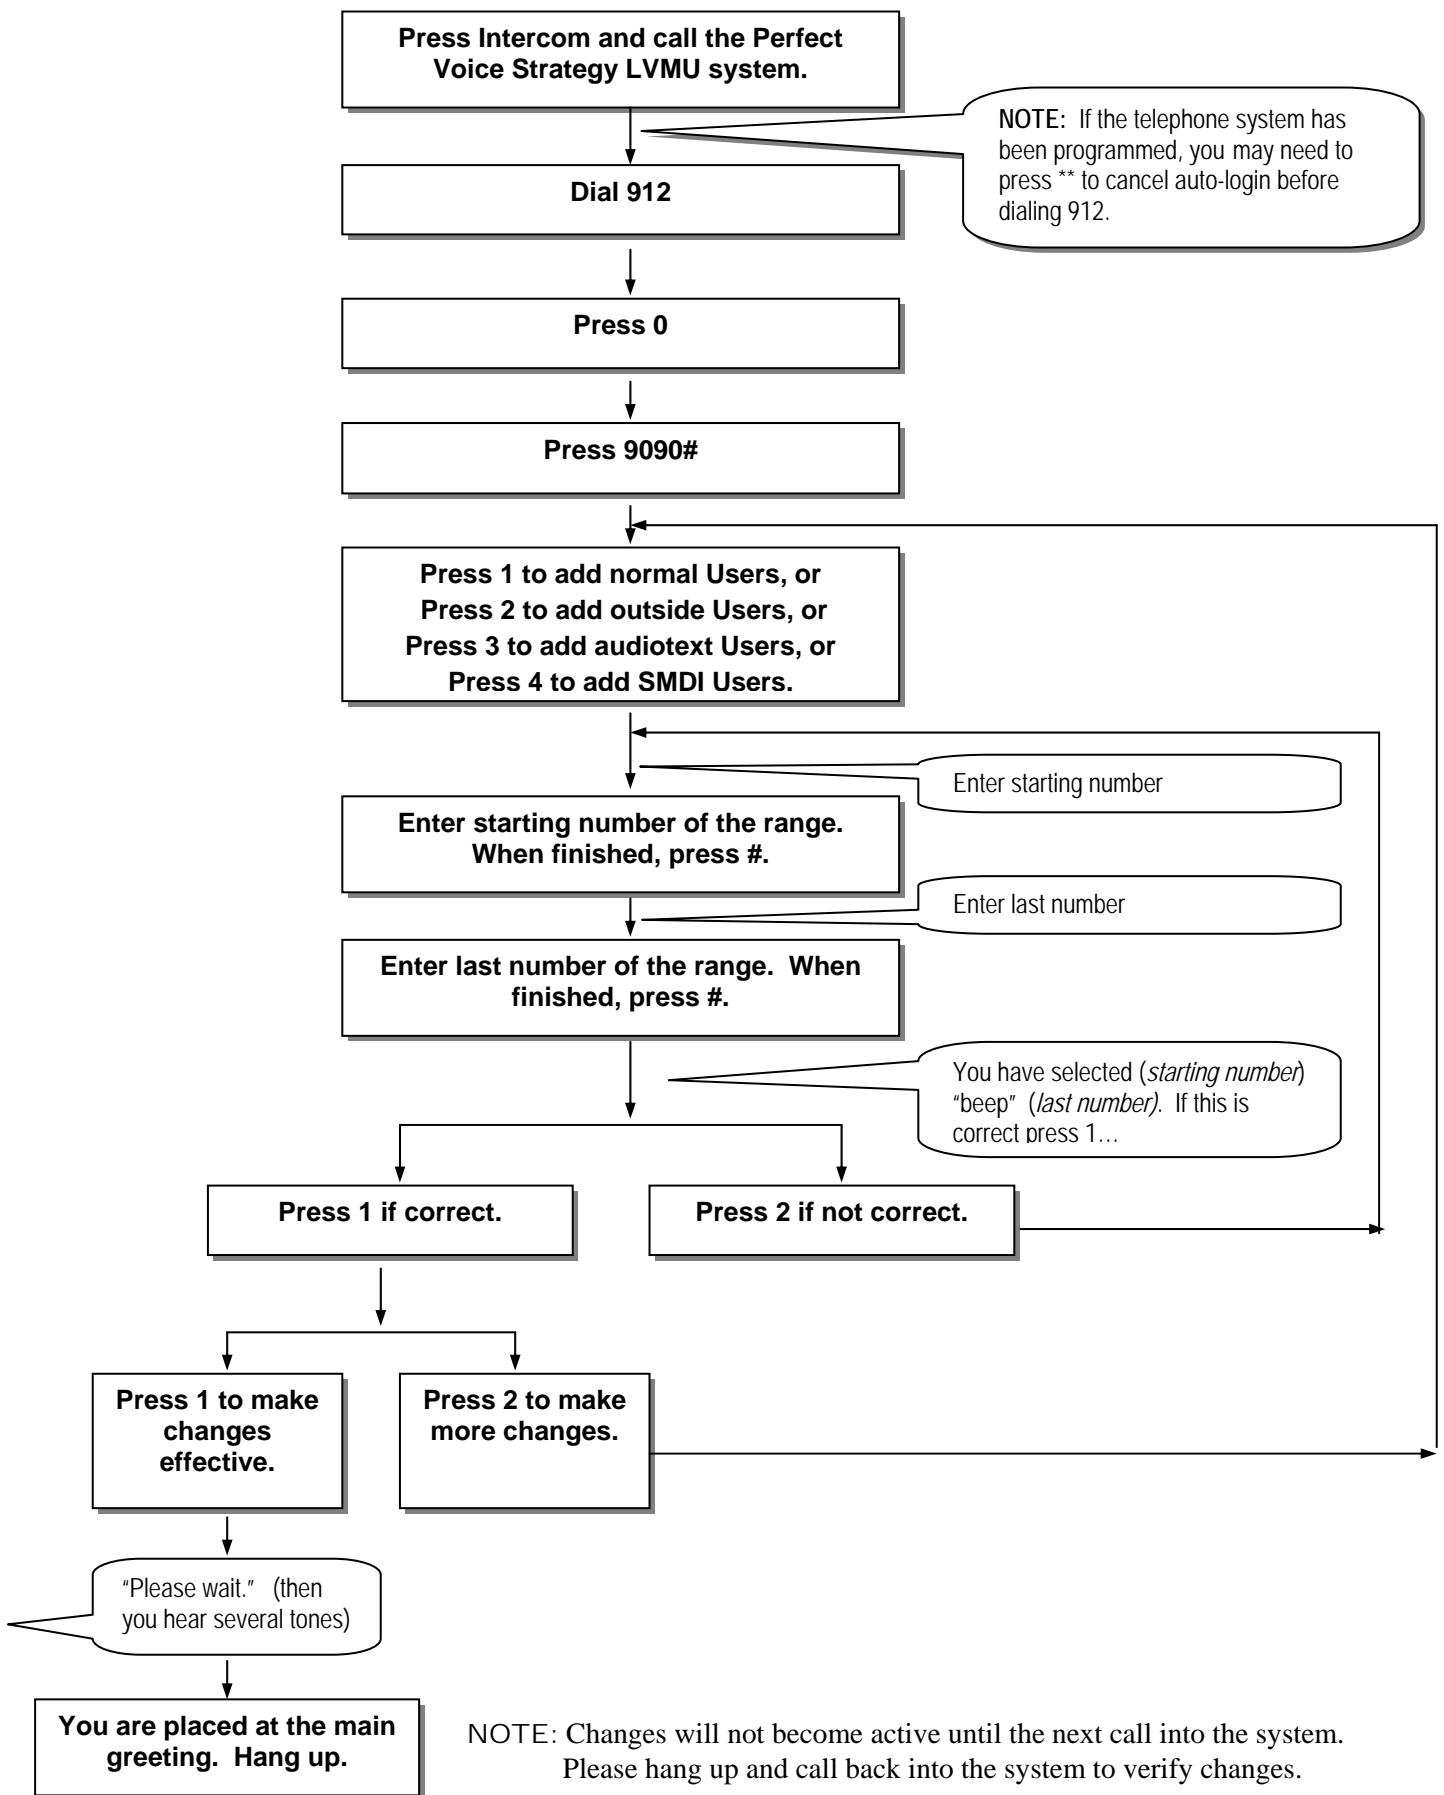 Press Intercom and call the Perfect
Voice Strategy LVMU system.
NOTE: If the telephone system has
been programmed, you may need to
press ** to cancel auto-login before
dialing 912.
Dial 912
Press 0
Press 9090#
Press 1 to add normal Users, or
Press 2 to add outside Users, or
Press 3 to add audiotext Users, or
Press 4 to add SMDI Users.
Enter starting number
Enter starting number of the range.
When finished, press #.
Enter last number
Enter last number of the range. When
finished, press #.
You have selected (starting number)
“beep” (last number). If this is
correct press 1…
Press 1 if correct.
Press 2 if not correct.
Press 1 to make
changes
effective.
Press 2 to make
more changes.
“Please wait.” (then
you hear several tones)
You are placed at the main
greeting. Hang up.
NOTE: Changes will not become active until the next call into the system.
Please hang up and call back into the system to verify changes.